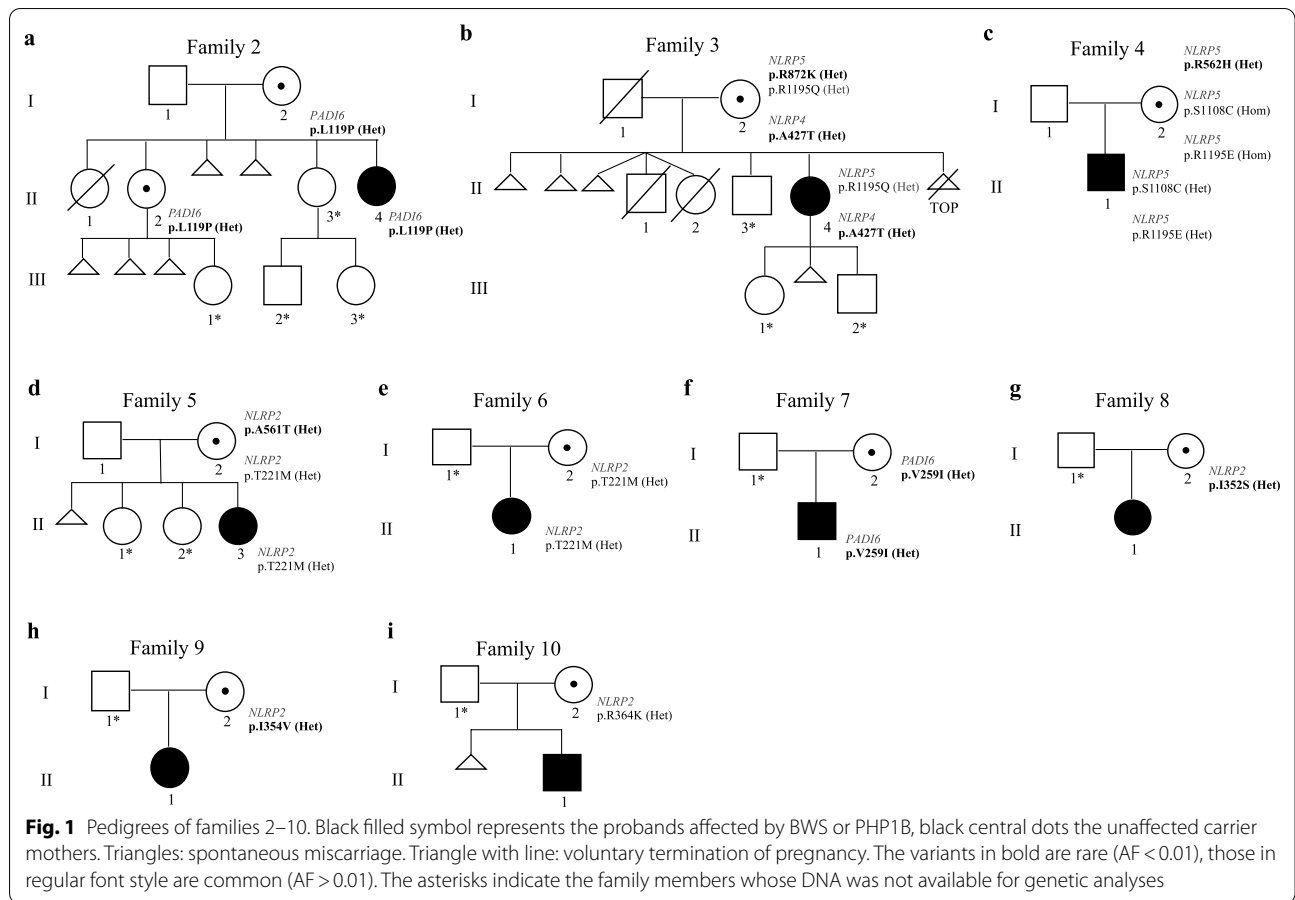 a
Family 2
I
1
2
PADI6
p.L119P (Het)
II
1
2
PADI6
p.L119P (Het)
3*
4
PADI6
p.L119P (Het)
III
1*
2*
3*
b
Family 3
I
1
2
NLRP5
p.R872K (Het)
p.R1195Q (Het)
NLRP4
p.A427T (Het)
II
1
2
3*
4
NLRP5
p.R1195Q (Het)
NLRP4
p.A427T (Het)
TOP
III
1*
2*
c
Family 4
I
1
2
NLRP5
p.R562H (Het)
NLRP5
p.S1108C (Hom)
NLRP5
p.R1195E (Hom)
II
1
NLRP5
p.S1108C (Het)
NLRP5
p.R1195E (Het)
d
Family 5
I
1
2
NLRP2
p.A561T (Het)
NLRP2
p.T221M (Het)
II
1*
2*
3
NLRP2
p.T221M (Het)
e
Family 6
I
1*
2
NLRP2
p.T221M (Het)
II
1
NLRP2
p.T221M (Het)
f
Family 7
I
1*
2
PADI6
p.V259I (Het)
II
1
PADI6
p.V259I (Het)
g
Family 8
I
1*
2
NLRP2
p.I352S (Het)
II
1
h
Family 9
I
1*
2
NLRP2
p.I354V (Het)
II
1
i
Family 10
I
1*
2
NLRP2
p.R364K (Het)
II
1
Fig. 1 Pedigrees of families 2–10. Black filled symbol represents the probands affected by BWS or PHP1B, black central dots the unaffected carrier
mothers. Triangles: spontaneous miscarriage. Triangle with line: voluntary termination of pregnancy. The variants in bold are rare (AF < 0.01), those in
regular font style are common (AF > 0.01). The asterisks indicate the family members whose DNA was not available for genetic analyses